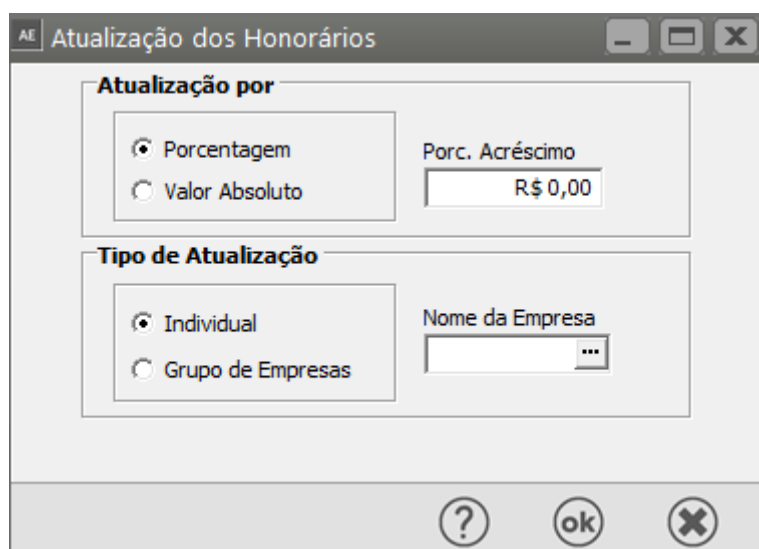 AE Atualização dos Honorários
Atualização por
Porcentagem
Valor Absoluto
Porc. Acréscimo
R$ 0,00
Tipo de Atualização
Individual
Grupo de Empresas
Nome da Empresa
...
? ok